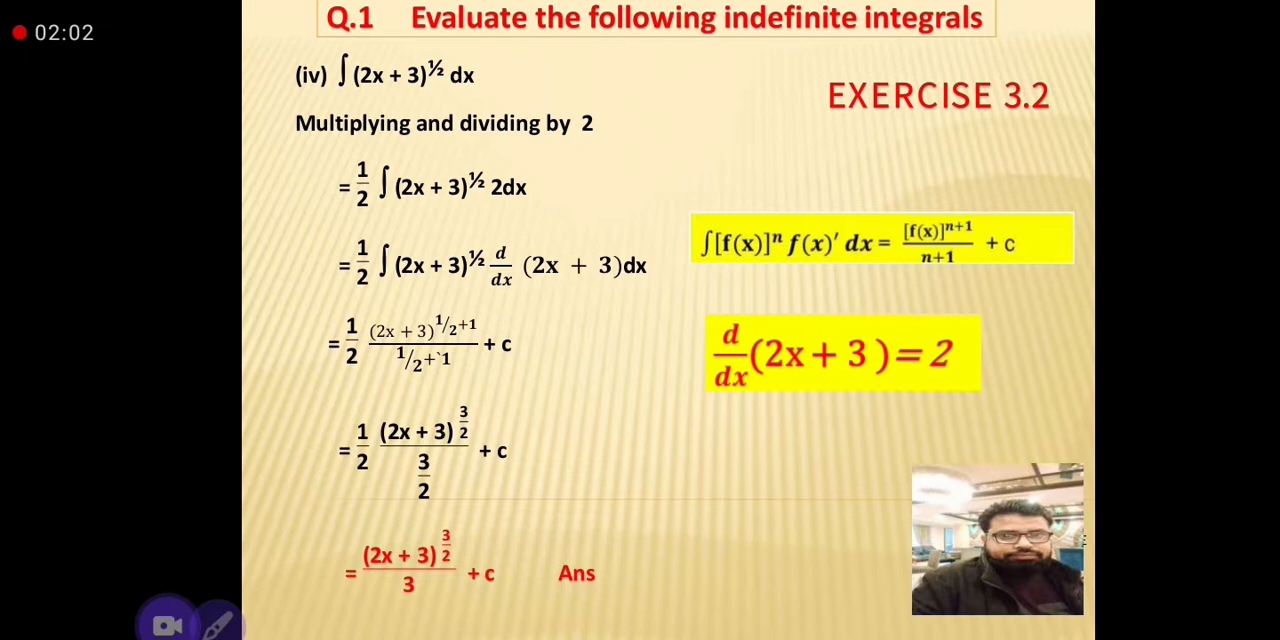 02:02
Q.1 Evaluate the following indefinite integrals
(iv) ∫ (2x + 3)^½ dx
EXERCISE 3.2
Multiplying and dividing by 2
= 1/2 ∫ (2x + 3)^½ 2dx
∫[f(x)]^n f(x)′ dx = [f(x)]^(n+1)/(n+1) + c
= 1/2 ∫ (2x + 3)^½ d/dx (2x + 3)dx
= 1/2 (2x + 3)^(1/2+1)/(1/2+`1) + c
d/dx(2x + 3 ) = 2
= 1/2 (2x + 3)^(3/2)/(3/2) + c
= (2x + 3)^(3/2)/3 + c Ans